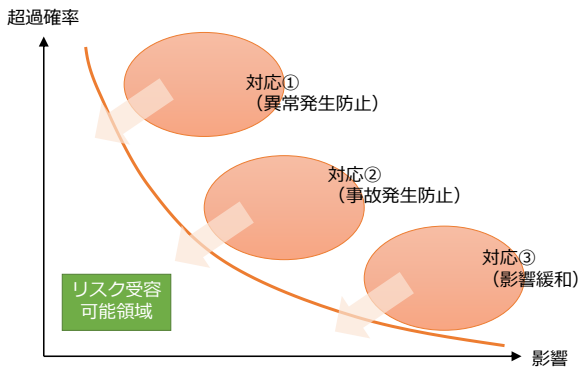 超過確率
対応①
（異常発生防止）
対応②
（事故発生防止）
対応③
（影響緩和）
リスク受容
可能領域
影響